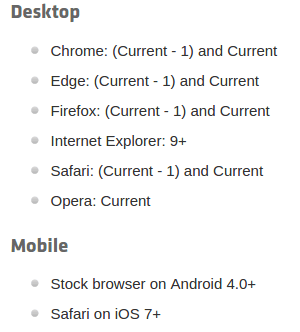 Desktop
Chrome: (Current - 1) and Current
Edge: (Current - 1) and Current
Firefox: (Current - 1) and Current
Internet Explorer: 9+
Safari: (Current - 1) and Current
Opera: Current
Mobile
Stock browser on Android 4.0+
Safari on iOS 7+